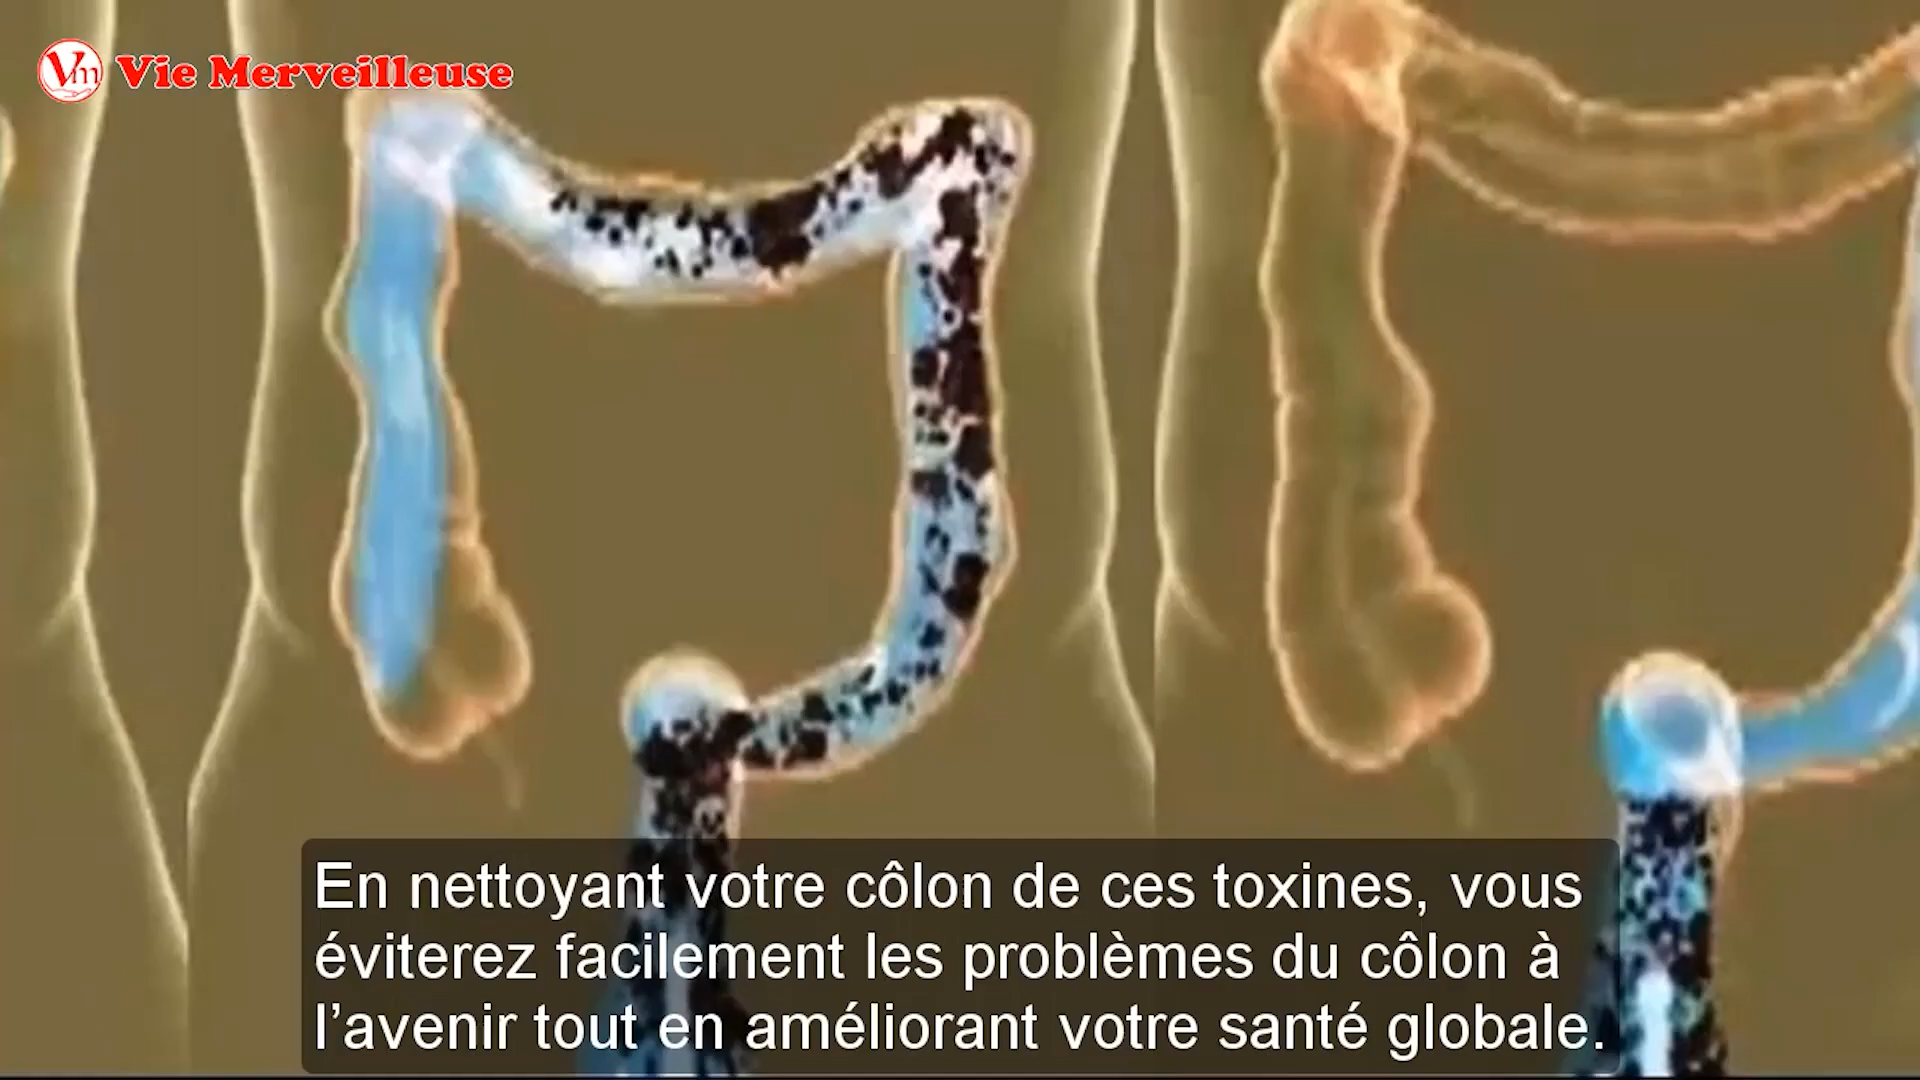 Vm Vie Merveilleuse
En nettoyant votre côlon de ces toxines, vous
éviterez facilement les problèmes du côlon à
l’avenir tout en améliorant votre santé globale.